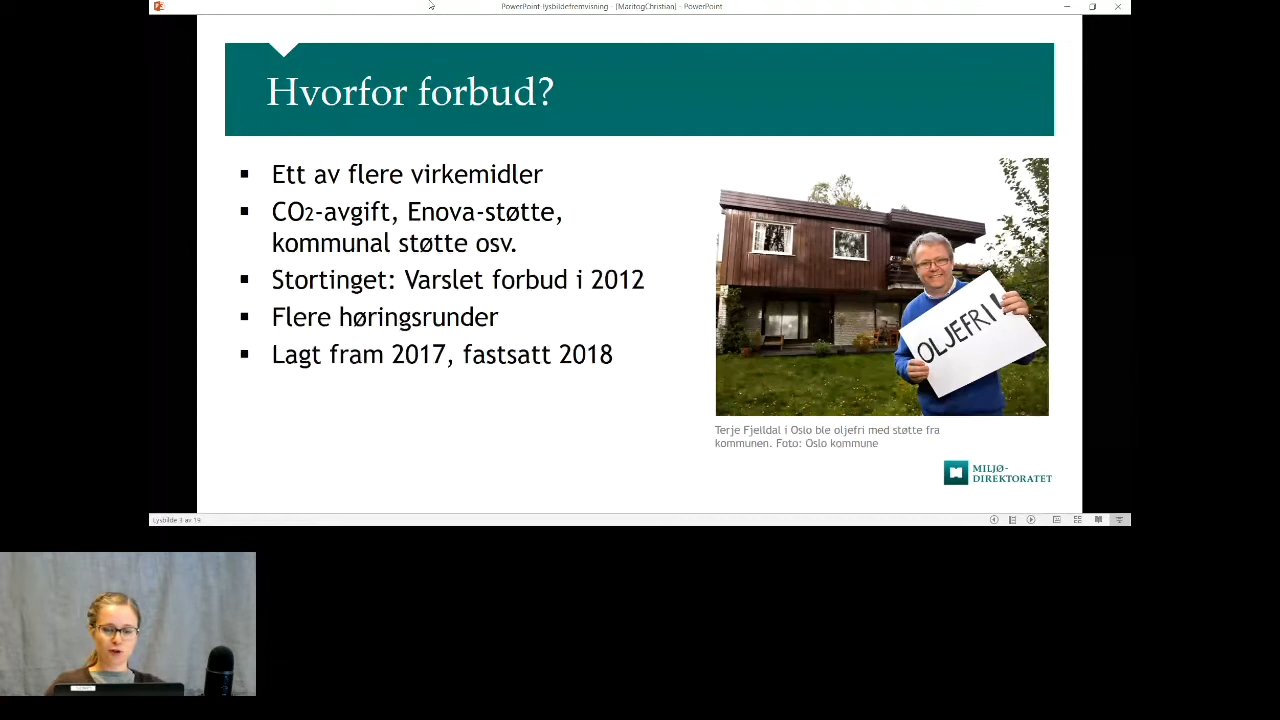 PowerPoint-lysbildefremvisning - [MaritogChristian] - PowerPoint
Hvorfor forbud?
▪ Ett av flere virkemidler
▪ CO2-avgift, Enova-støtte,
kommunal støtte osv.
▪ Stortinget: Varslet forbud i 2012
▪ Flere høringsrunder
▪ Lagt fram 2017, fastsatt 2018
OLJEFRI!
Terje Fjelldal i Oslo ble oljefri med støtte fra
kommunen. Foto: Oslo kommune
MILJØ-
DIREKTORATET
Lysbilde 3 av 19